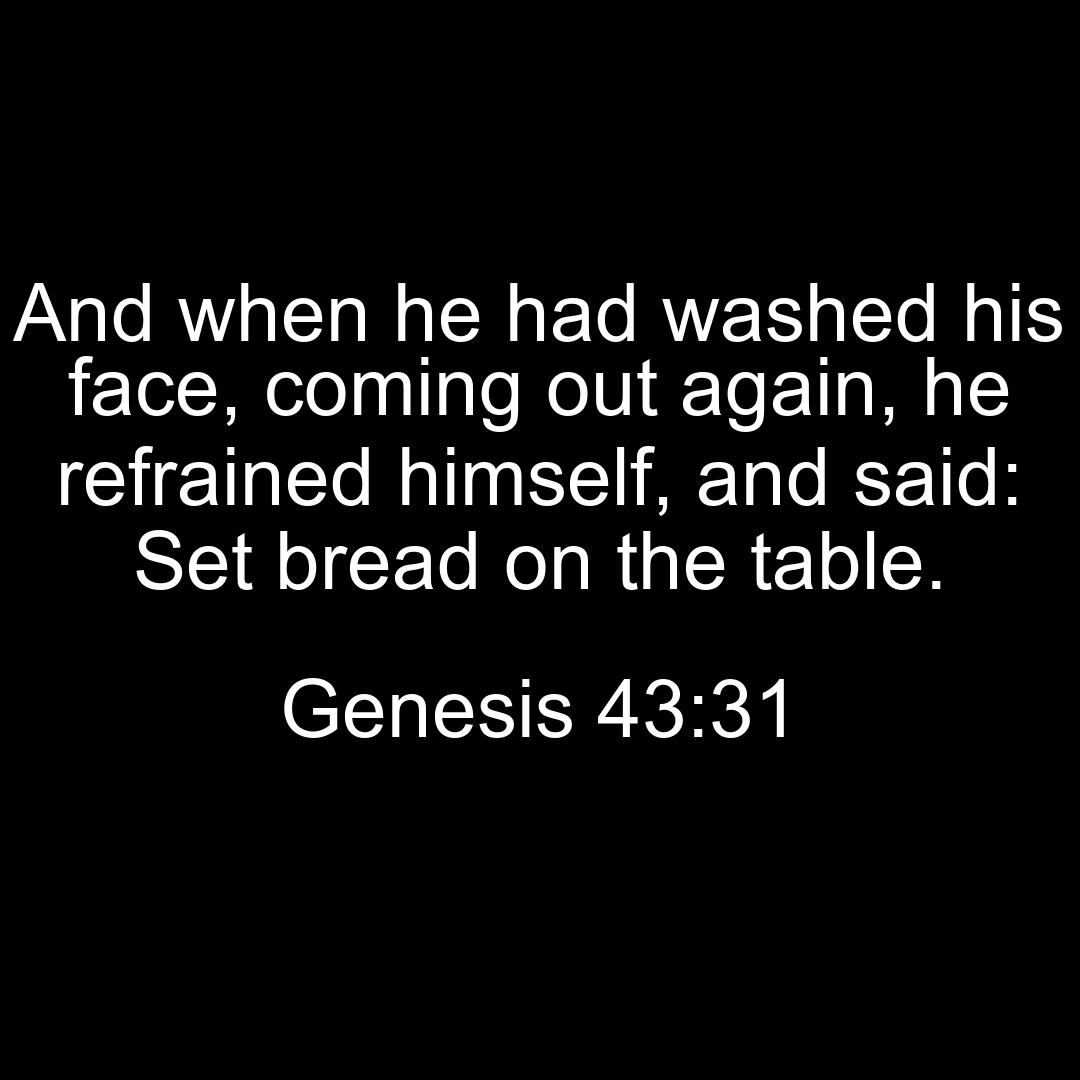 And when he had washed his
face, coming out again, he
refrained himself, and said:
Set bread on the table.
Genesis 43:31